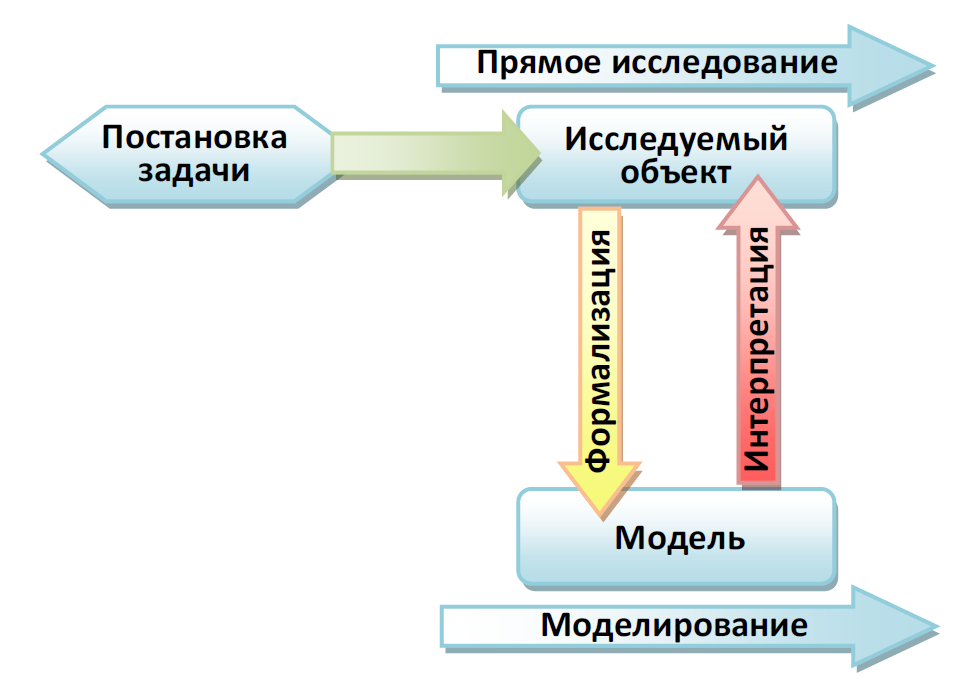 Прямое исследование
Постановка
задачи
Исследуемый
объект
Формализация
Интерпретация
Модель
Моделирование